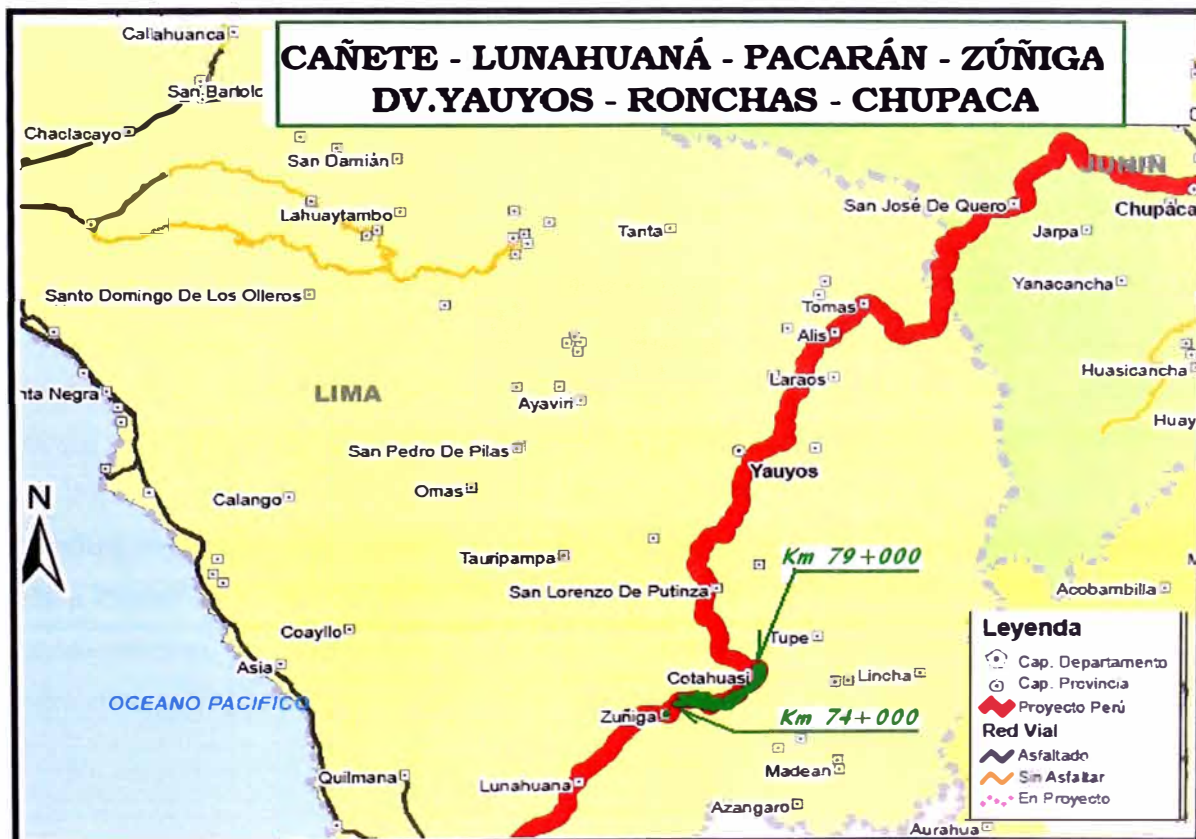 CAÑETE - LUNAHUANÁ - PACARÁN - ZÚÑIGA
DV.YAUYOS - RONCHAS - CHUPACA
Callahuanca
San Bartolo
Chaclacayo
San Damián
JUNIN
Lahuaytambo
San José De Quero
Chupaca
Tanta
Jarpa
Santo Domingo De Los Olleros
Yanacancha
Tomas
Alis
Huasicancha
Laraos
nta Negra
LIMA
Ayaviri
Huay
San Pedro De Pilas
Yauyos
N
Calango
Omas
Tauripampa
Km 79+000
San Lorenzo De Putinza
Acobambilla
Coayllo
Tupe
Asia
Cotahuasi
Lincha
OCEANO PACIFICO
Zuñiga
Km 74+000
Quilmana
Lunahuana
Madean
Azangaro
Aurahua
Leyenda
Cap. Departamento
Cap. Provincia
Proyecto Perú
Red Vial
Asfaltado
Sin Asfaltar
En Proyecto